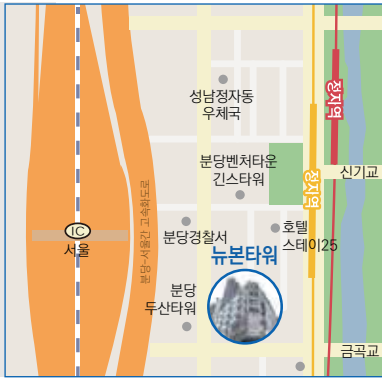 정자역
성남정자동
우체국
분당벤처타운
긴스타워
정자역
신기교
분당-서울간 고속화도로
IC
서울
분당경찰서
호텔
스테이25
뉴본타워
분당
두산타워
금곡교